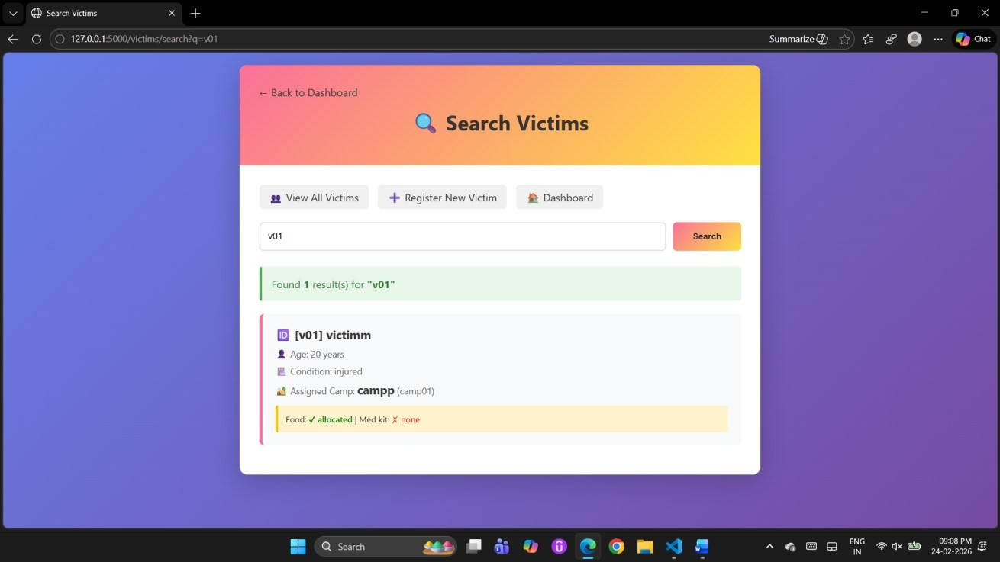 Search Victims
127.0.0.1:5000/victims/search?q=v01
Summarize
Chat
← Back to Dashboard
🔍 Search Victims
👥 View All Victims
➕ Register New Victim
🏠 Dashboard
v01
Search
Found 1 result(s) for "v01"
🆔 [v01] victimm
👤 Age: 20 years
Condition: injured
🏕️ Assigned Camp: campp (camp01)
Food: ✓ allocated | Med kit: ✗ none
Search
ENG
IN
09:08 PM
24-02-2026